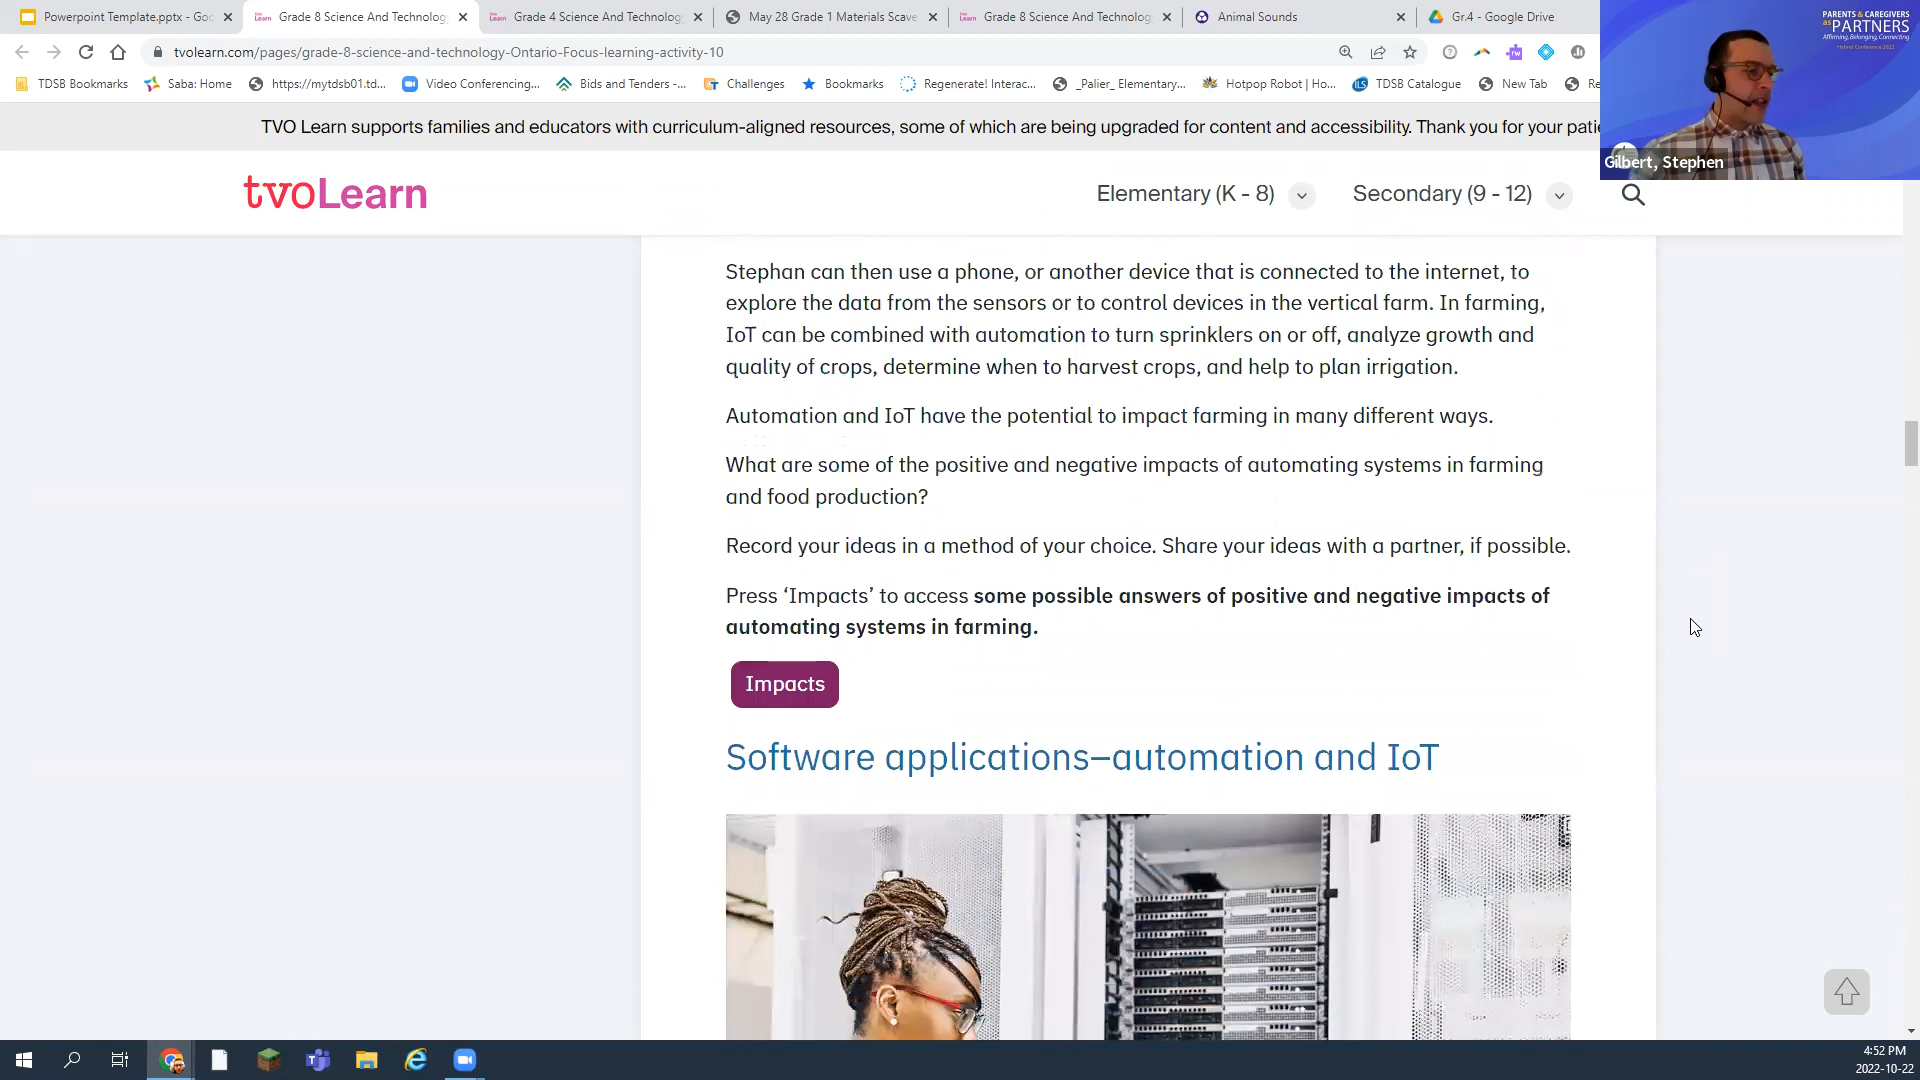 Powerpoint Template.pptx - Goo
Grade 8 Science And Technolog
Grade 4 Science And Technolog
May 28 Grade 1 Materials Scave
Grade 8 Science And Technolog
Animal Sounds
Gr.4 - Google Drive
tvolearn.com/pages/grade-8-science-and-technology-Ontario-Focus-learning-activity-10
TDSB Bookmarks
Saba: Home
https://mytdsb01.td...
Video Conferencing...
Bids and Tenders -...
Challenges
Bookmarks
Regenerate! Interac...
_Palier_ Elementary...
Hotpop Robot | Ho...
TDSB Catalogue
New Tab
Re
PARENTS & CAREGIVERS
as PARTNERS
Affirming, Belonging, Connecting
Hybrid Conference 2022
Gilbert, Stephen
TVO Learn supports families and educators with curriculum-aligned resources, some of which are being upgraded for content and accessibility. Thank you for your patie
tvoLearn
Elementary (K - 8)
Secondary (9 - 12)
Stephan can then use a phone, or another device that is connected to the internet, to
explore the data from the sensors or to control devices in the vertical farm. In farming,
IoT can be combined with automation to turn sprinklers on or off, analyze growth and
quality of crops, determine when to harvest crops, and help to plan irrigation.
Automation and IoT have the potential to impact farming in many different ways.
What are some of the positive and negative impacts of automating systems in farming
and food production?
Record your ideas in a method of your choice. Share your ideas with a partner, if possible.
Press ‘Impacts’ to access some possible answers of positive and negative impacts of
automating systems in farming.
Impacts
Software applications–automation and IoT
4:52 PM
2022-10-22